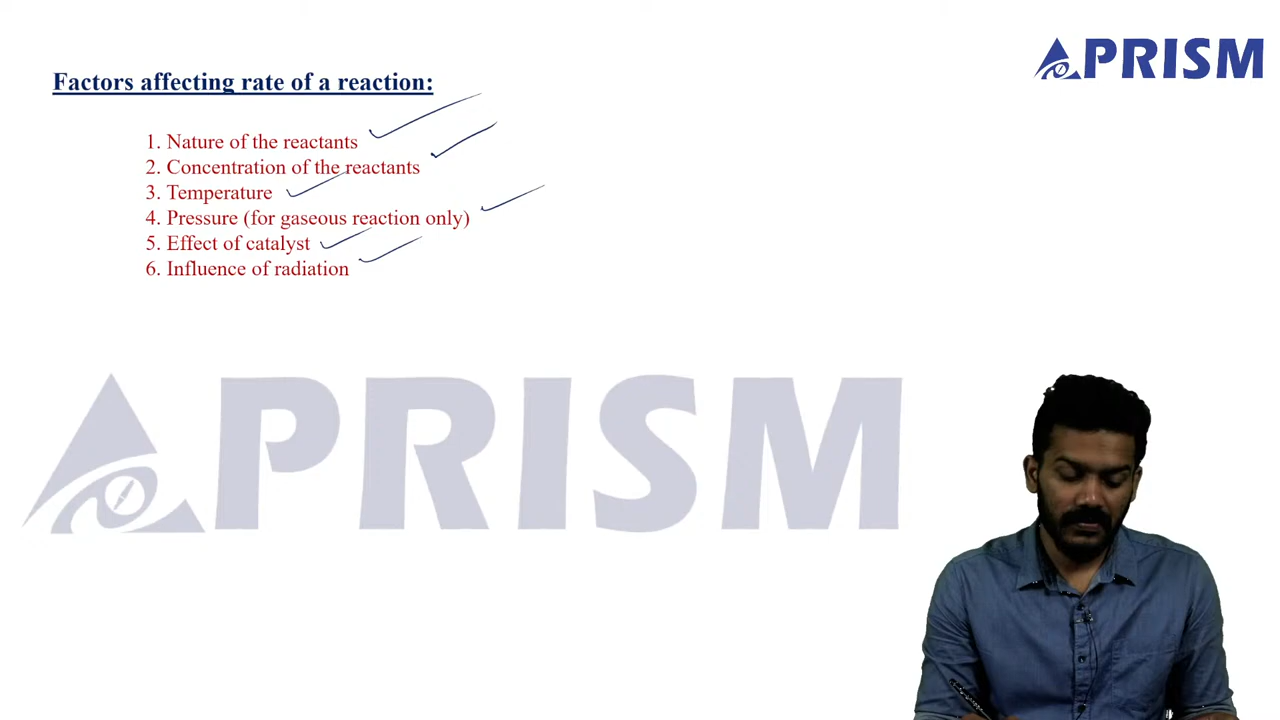 PRISM
Factors affecting rate of a reaction:
1. Nature of the reactants
2. Concentration of the reactants
3. Temperature
4. Pressure (for gaseous reaction only)
5. Effect of catalyst
6. Influence of radiation
PRISM